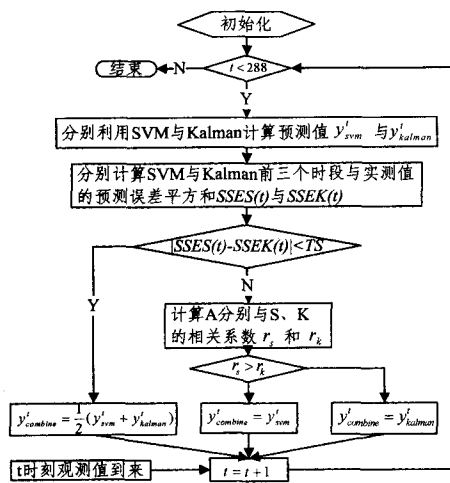 初始化
结束
N
t<288
Y
分别利用SVM与Kalman计算预测值 y^t_svm 与 y^t_kalman
分别计算SVM与Kalman前三个时段与实测值
的预测误差平方和SSES(t)与SSEK(t)
|SSES(t)-SSEK(t)|<TS
Y
N
计算A分别与S、K
的相关系数 r_s 和 r_k
r_s>r_k
y^t_combine=1/2(y^t_svm+y^t_kalman)
y^t_combine=y^t_svm
y^t_combine=y^t_kalman
t时刻观测值到来
t=t+1